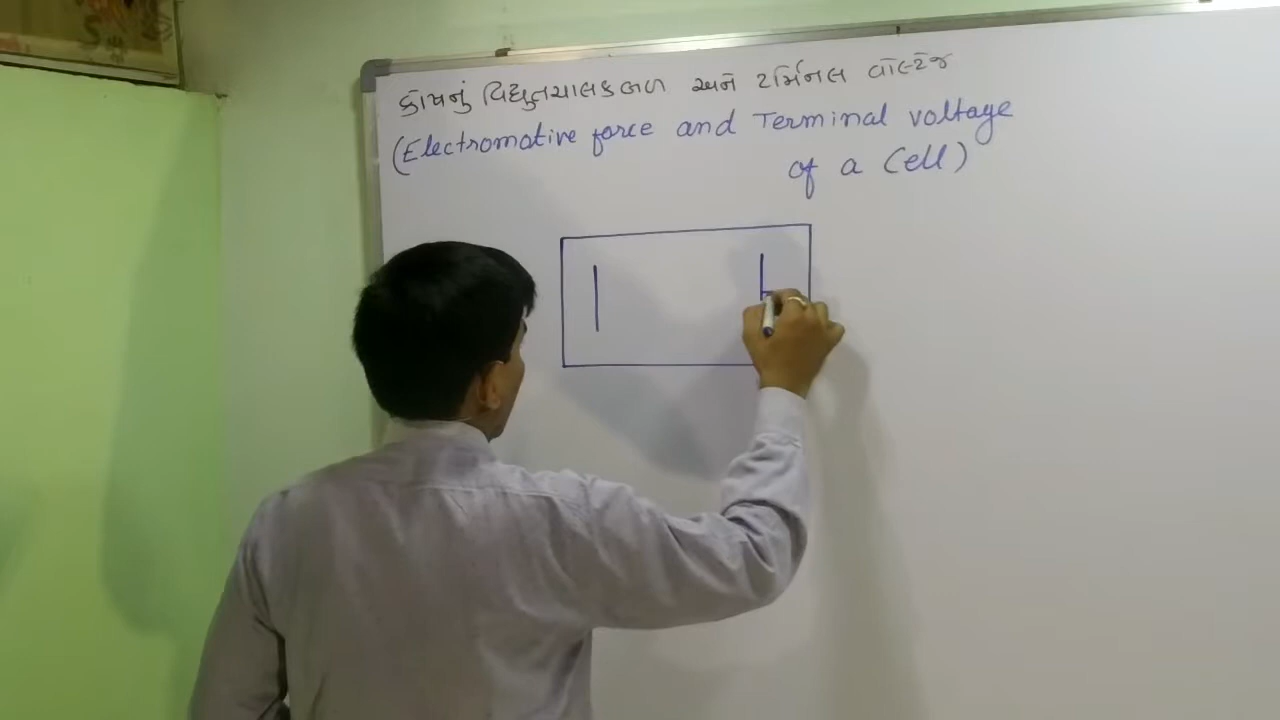 કોષનું વિદ્યુતચાલકબળ અને ટર્મિનલ વોલ્ટેજ
(Electromotive force and Terminal voltage
of a Cell)